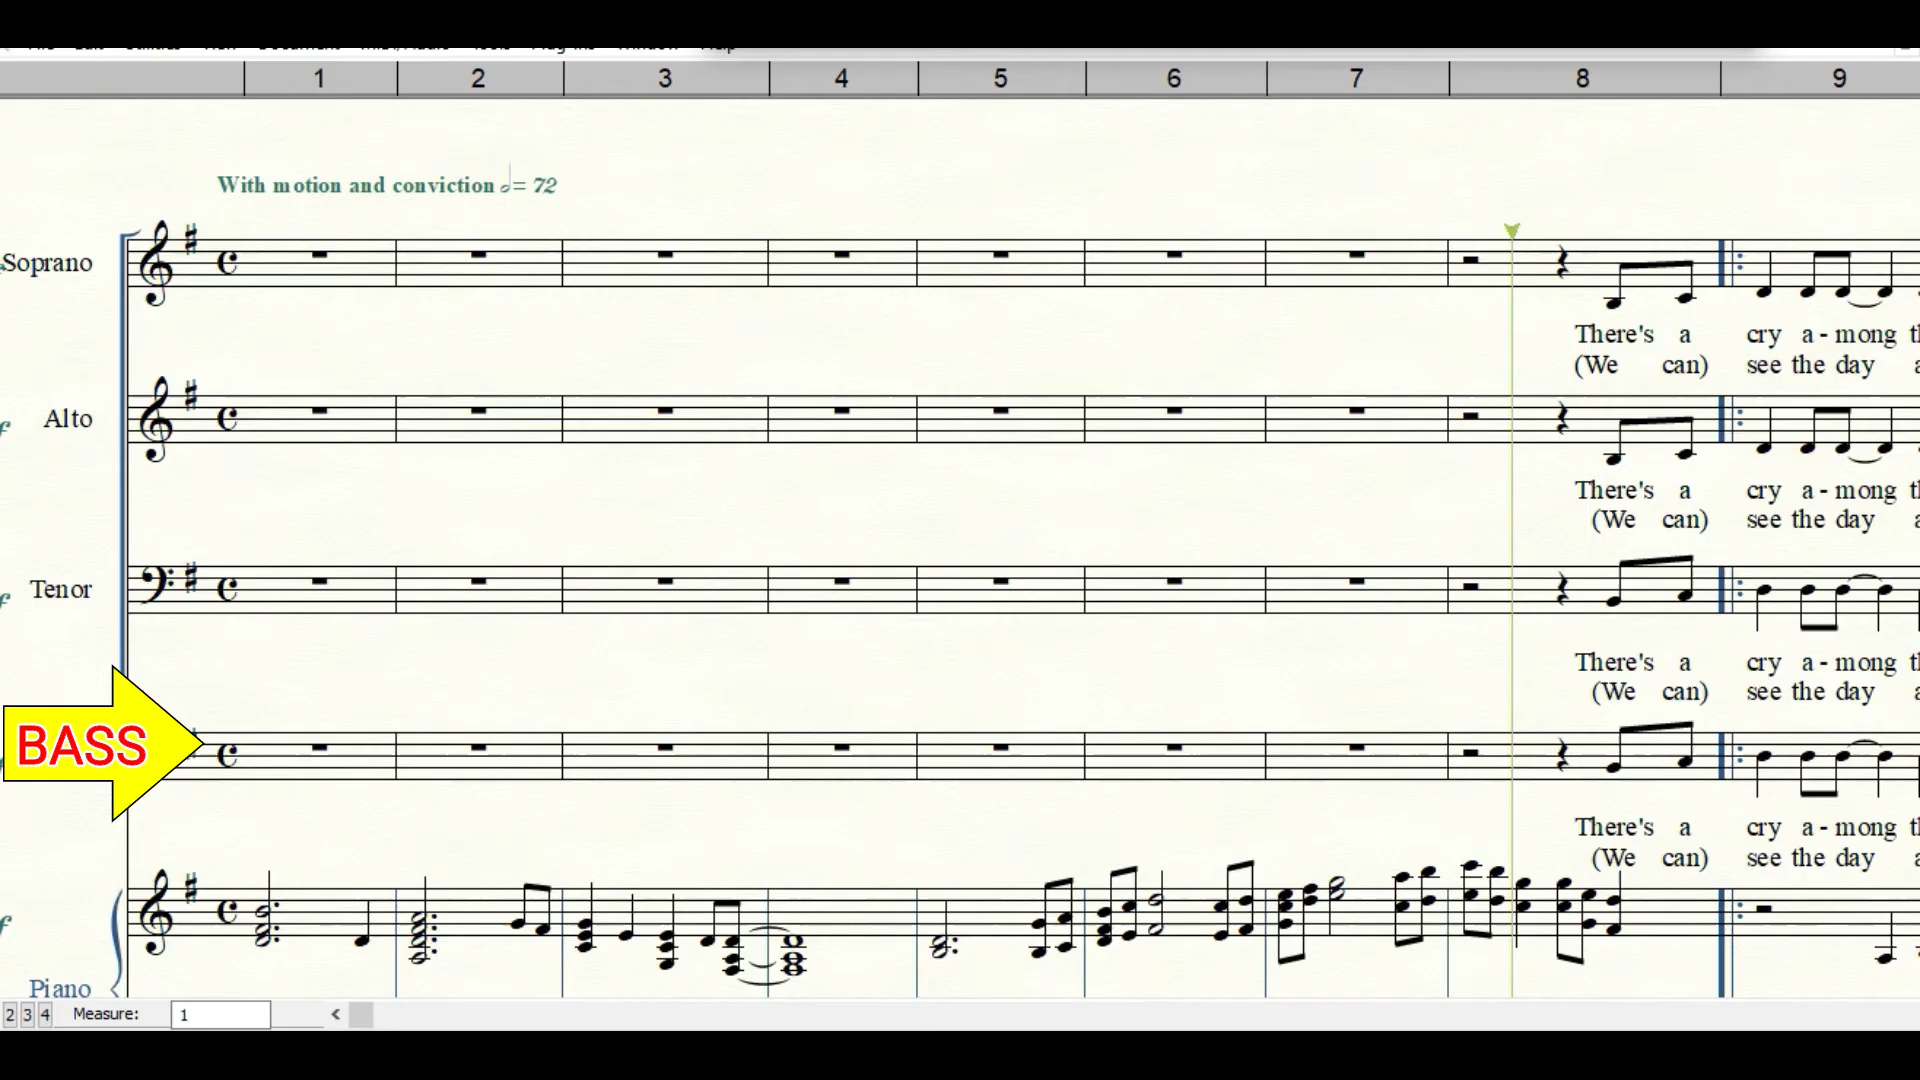 1 2 3 4 5 6 7 8 9
With motion and conviction = 72
Soprano
There's a cry a - mong
(We can) see the day
Alto
There's a cry a - mong
(We can) see the day
Tenor
There's a cry a - mong
(We can) see the day
BASS
There's a cry a - mong
(We can) see the day
Piano
2 3 4 Measure: 1